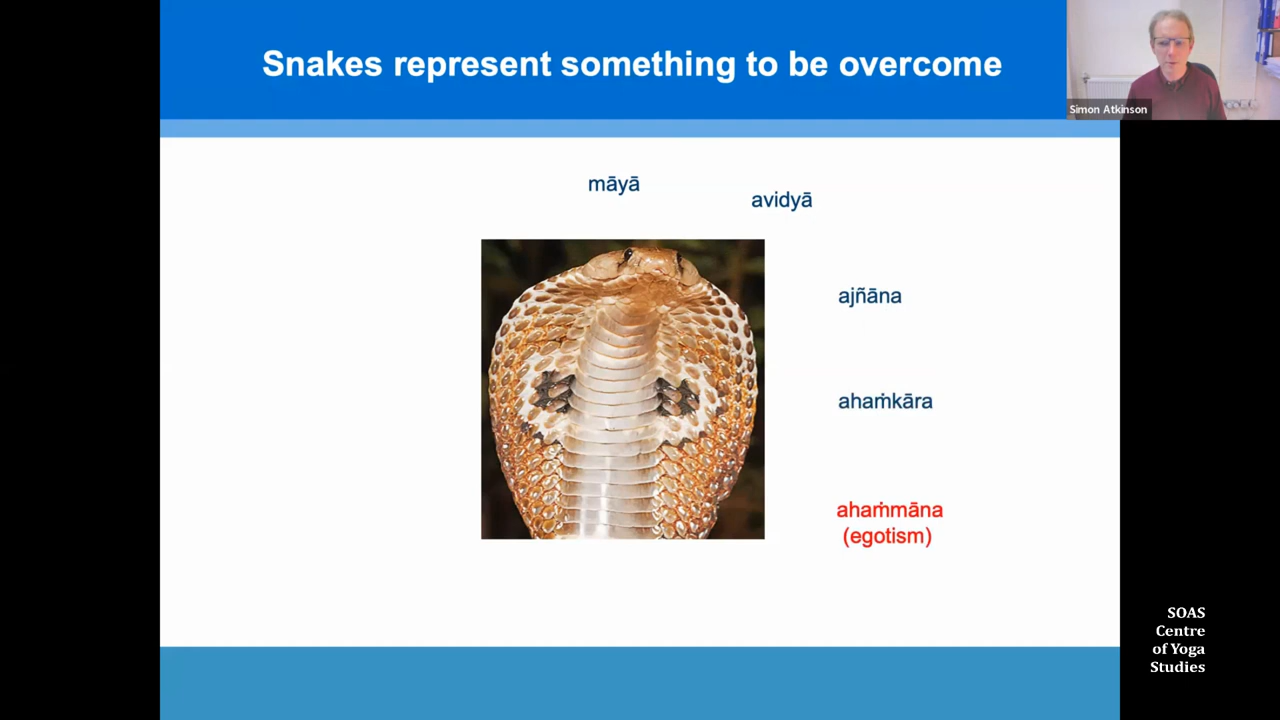 Snakes represent something to be overcome
Simon Atkinson
māyā
avidyā
ajñāna
ahaṁkāra
ahaṁmāna
(egotism)
SOAS
Centre
of Yoga
Studies